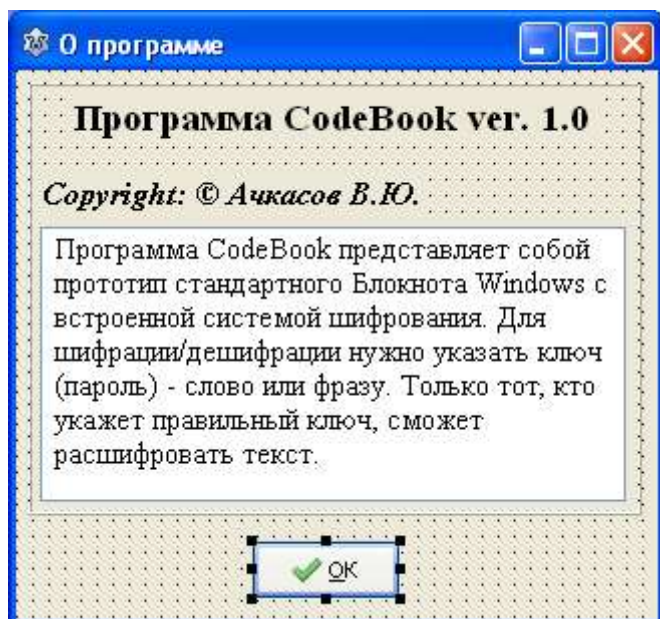 О программе
Программа CodeBook ver. 1.0
Copyright: © Ачкасов В.Ю.
Программа CodeBook представляет собой
прототип стандартного Блокнота Windows с
встроенной системой шифрования. Для
шифрации/дешифрации нужно указать ключ
(пароль) - слово или фразу. Только тот, кто
укажет правильный ключ, сможет
расшифровать текст.
OK